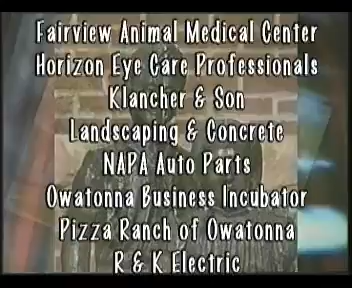 Fairview Animal Medical Center
Horizon Eye Care Professionals
Klancher & Son
Landscaping & Concrete
NAPA Auto Parts
Owatonna Business Incubator
Pizza Ranch of Owatonna
R & K Electric